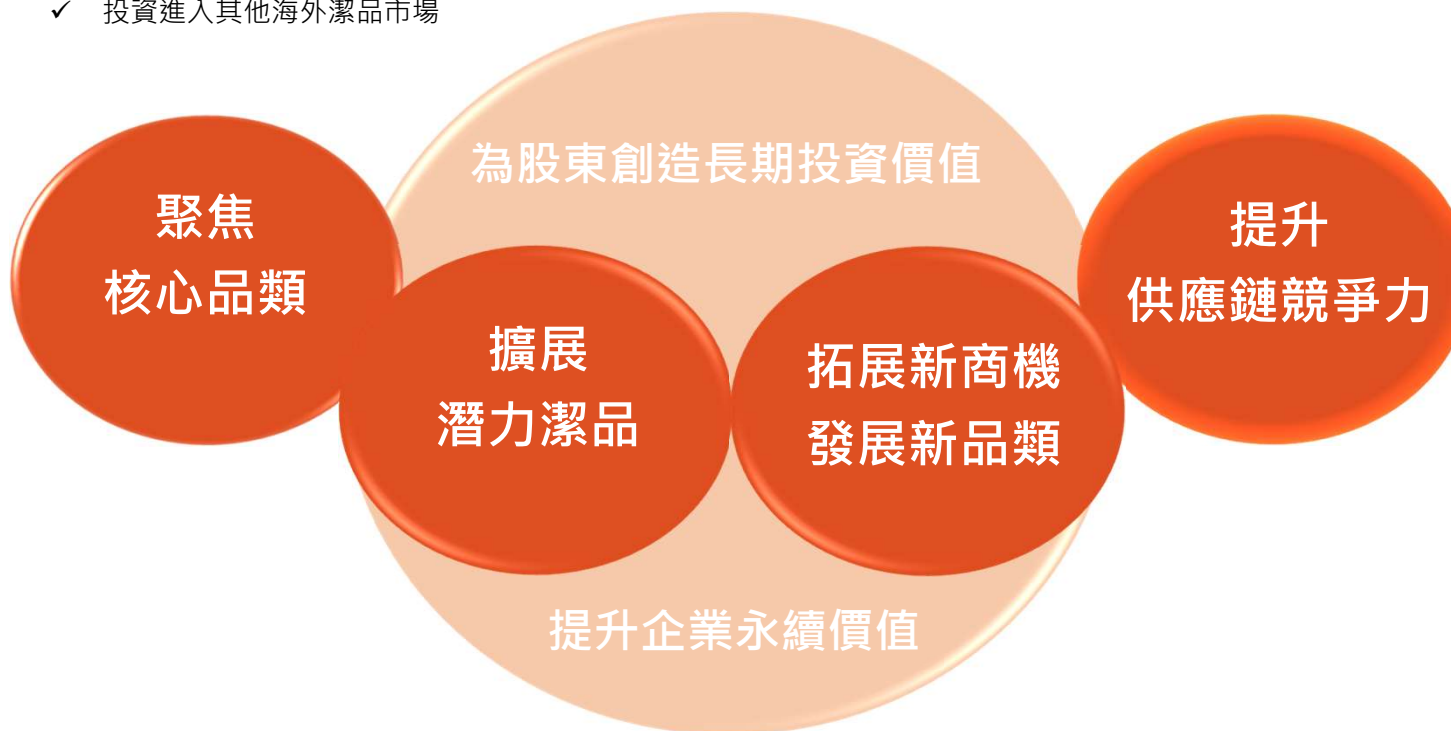 ✓ 投資進入其他海外潔品市場
為股東創造長期投資價值
聚焦
核心品類
擴展
潛力潔品
拓展新商機
發展新品類
提升
供應鏈競爭力
提升企業永續價值